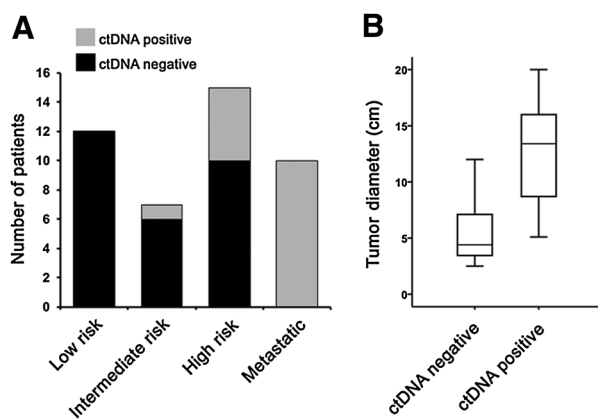 A
ctDNA positive
ctDNA negative
Number of patients
16
14
12
10
8
6
4
2
0
Low risk
Intermediate risk
High risk
Metastatic
B
Tumor diameter (cm)
20
15
10
5
0
ctDNA negative
ctDNA positive